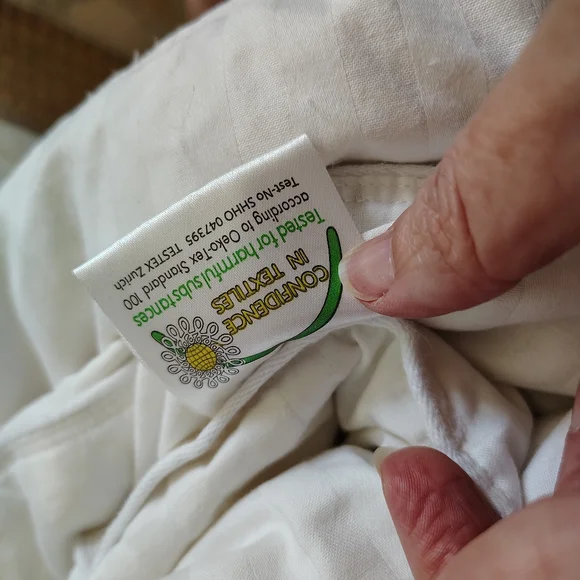 CONFIDENCE
IN TEXTILES
Tested for harmful substances
according to Oeko-Tex Standard 100
Test-No SHHO 047395 TESTEX Zurich